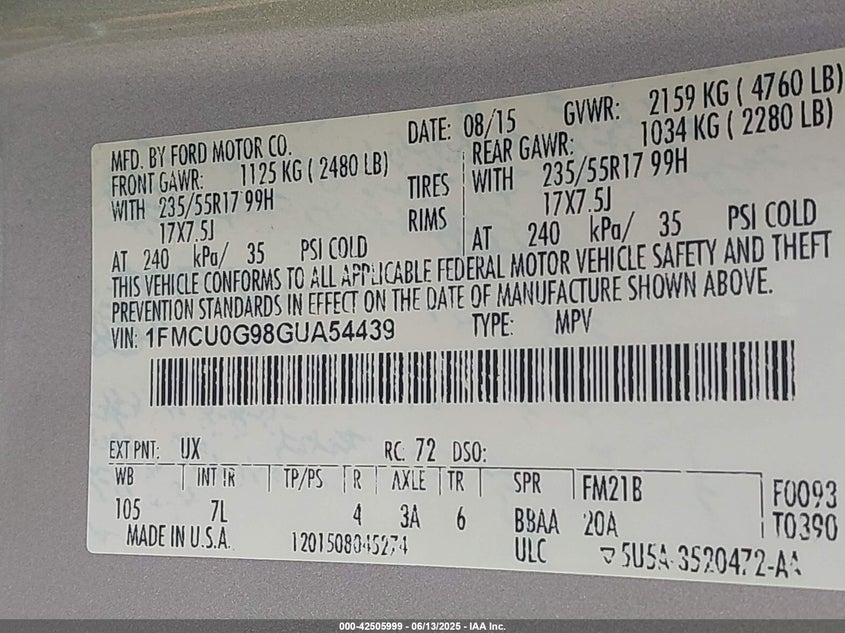 MFD. BY FORD MOTOR CO. DATE: 08/15 GVWR: 2159 KG ( 4760 LB)
FRONT GAWR: 1125 KG ( 2480 LB) REAR GAWR: 1034 KG ( 2280 LB)
WITH 235/55R17 99H TIRES WITH 235/55R17 99H
17X7.5J RIMS 17X7.5J
AT 240 kPa/ 35 PSI COLD AT 240 kPa/ 35 PSI COLD
THIS VEHICLE CONFORMS TO ALL APPLICABLE FEDERAL MOTOR VEHICLE SAFETY AND THEFT
PREVENTION STANDARDS IN EFFECT ON THE DATE OF MANUFACTURE SHOWN ABOVE.
VIN: 1FMCU0G98GUA54439 TYPE: MPV
EXT PNT: UX RC: 72 DSO:
WB INT TR TP/PS R AXLE TR SPR FM21B F0093
105 7L 4 3A 6 BBAA 20A T0390
MADE IN U.S.A. 1201508045274 ULC 5U5A-3520472-AA
000-42505999 - 06/13/2025 - IAA Inc.